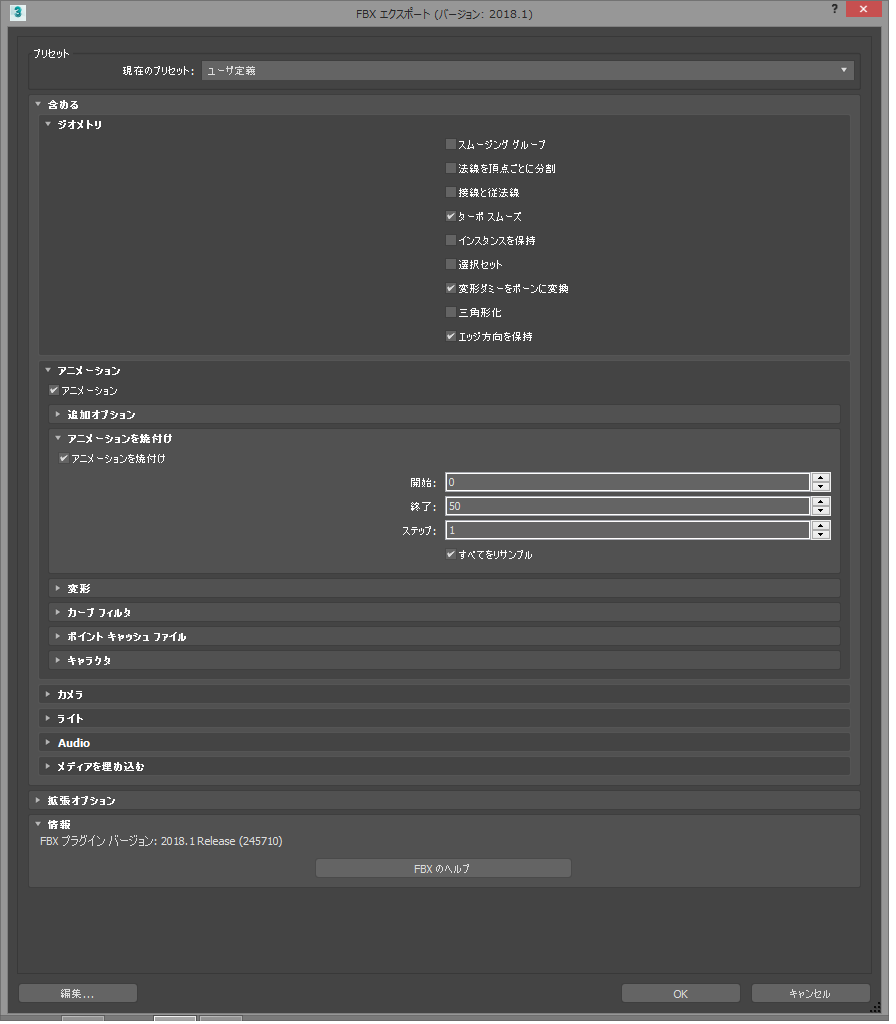 3
FBX エクスポート (バージョン: 2018.1)
?
プリセット
現在のプリセット: ユーザ定義
含める
ジオメトリ
スムージング グループ
法線を頂点ごとに分割
接線と従法線
ターボ スムーズ
インスタンスを保持
選択セット
変形ダミーをボーンに変換
三角形化
エッジ方向を保持
アニメーション
アニメーション
追加オプション
アニメーションを焼付け
アニメーションを焼付け
開始: 0
終了: 50
ステップ: 1
すべてをリサンプル
変形
カーブ フィルタ
ポイント キャッシュ ファイル
キャラクタ
カメラ
ライト
Audio
メディアを埋め込む
拡張オプション
情報
FBX プラグイン バージョン: 2018.1 Release (245710)
FBX のヘルプ
編集...
OK
キャンセル